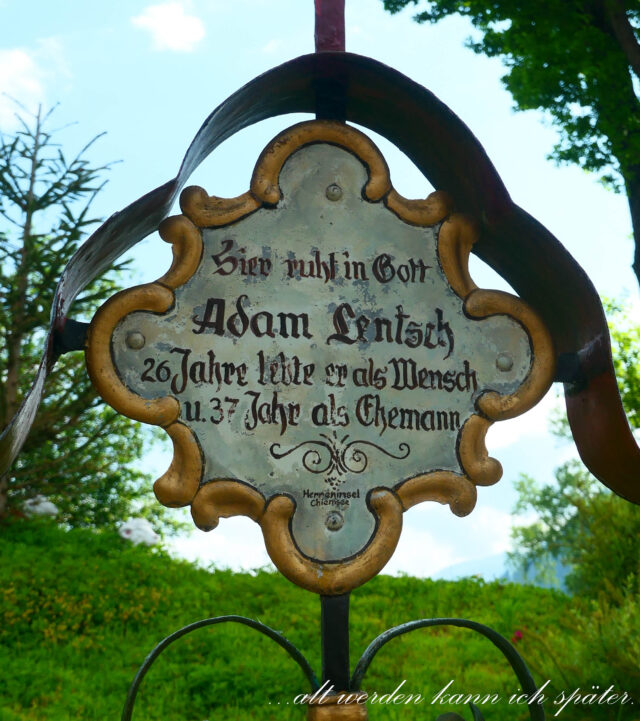 Hier ruht in Gott
Adam Lentsch
26 Jahre lebte er als Mensch
u. 37 Jahr als Ehemann
Herreninsel
Chiemsee
...alt werden kann ich später.